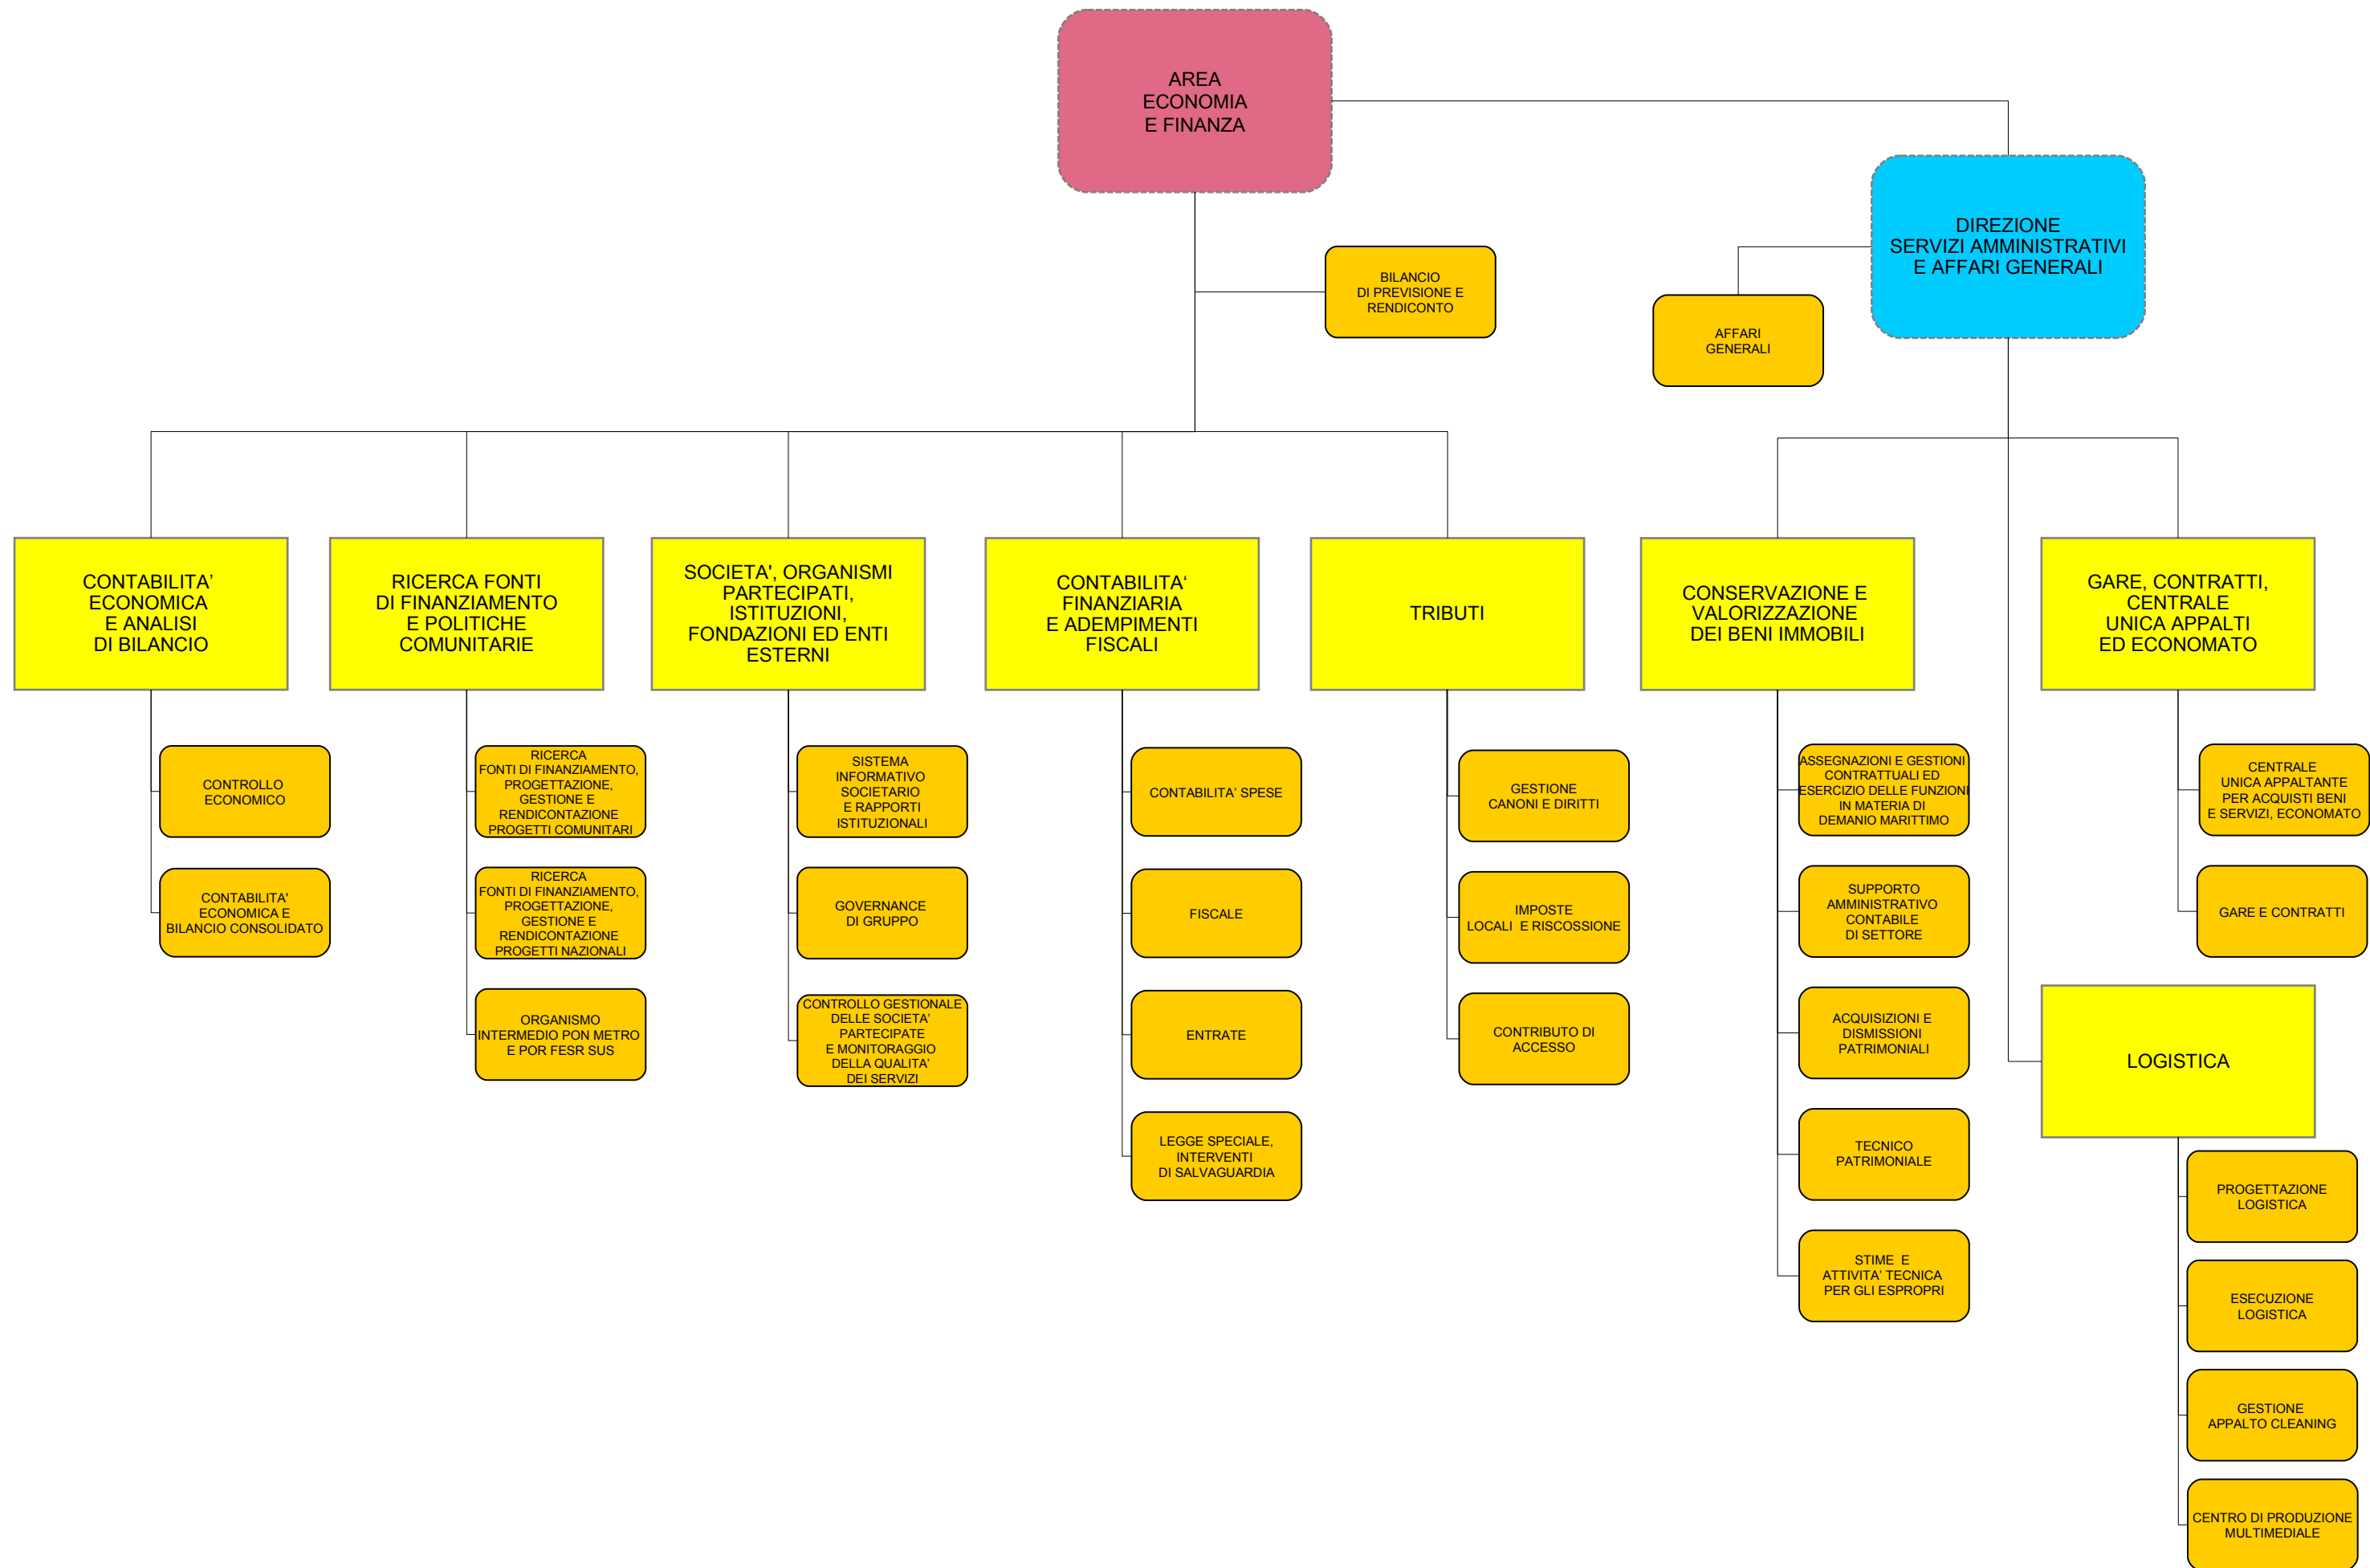 AREA
ECONOMIA
E FINANZA
DIREZIONE
SERVIZI AMMINISTRATIVI
E AFFARI GENERALI
BILANCIO
DI PREVISIONE E
RENDICONTO
AFFARI
GENERALI
CONTABILITA’
ECONOMICA
E ANALISI
DI BILANCIO
RICERCA FONTI
DI FINANZIAMENTO
E POLITICHE
COMUNITARIE
SOCIETA', ORGANISMI
PARTECIPATI,
ISTITUZIONI,
FONDAZIONI ED ENTI
ESTERNI
CONTABILITA‘
FINANZIARIA
E ADEMPIMENTI
FISCALI
TRIBUTI
CONSERVAZIONE E
VALORIZZAZIONE
DEI BENI IMMOBILI
GARE, CONTRATTI,
CENTRALE
UNICA APPALTI
ED ECONOMATO
CONTROLLO
ECONOMICO
CONTABILITA'
ECONOMICA E
BILANCIO CONSOLIDATO
RICERCA
FONTI DI FINANZIAMENTO,
PROGETTAZIONE,
GESTIONE E
RENDICONTAZIONE
PROGETTI COMUNITARI
RICERCA
FONTI DI FINANZIAMENTO,
PROGETTAZIONE,
GESTIONE E
RENDICONTAZIONE
PROGETTI NAZIONALI
ORGANISMO
INTERMEDIO PON METRO
E POR FESR SUS
SISTEMA
INFORMATIVO
SOCIETARIO
E RAPPORTI
ISTITUZIONALI
GOVERNANCE
DI GRUPPO
CONTROLLO GESTIONALE
DELLE SOCIETA’
PARTECIPATE
E MONITORAGGIO
DELLA QUALITA’
DEI SERVIZI
CONTABILITA’ SPESE
FISCALE
ENTRATE
LEGGE SPECIALE,
INTERVENTI
DI SALVAGUARDIA
GESTIONE
CANONI E DIRITTI
IMPOSTE
LOCALI E RISCOSSIONE
CONTRIBUTO DI
ACCESSO
ASSEGNAZIONI E GESTIONI
CONTRATTUALI ED
ESERCIZIO DELLE FUNZIONI
IN MATERIA DI
DEMANIO MARITTIMO
SUPPORTO
AMMINISTRATIVO
CONTABILE
DI SETTORE
ACQUISIZIONI E
DISMISSIONI
PATRIMONIALI
TECNICO
PATRIMONIALE
STIME E
ATTIVITA’ TECNICA
PER GLI ESPROPRI
CENTRALE
UNICA APPALTANTE
PER ACQUISTI BENI
E SERVIZI, ECONOMATO
GARE E CONTRATTI
LOGISTICA
PROGETTAZIONE
LOGISTICA
ESECUZIONE
LOGISTICA
GESTIONE
APPALTO CLEANING
CENTRO DI PRODUZIONE
MULTIMEDIALE